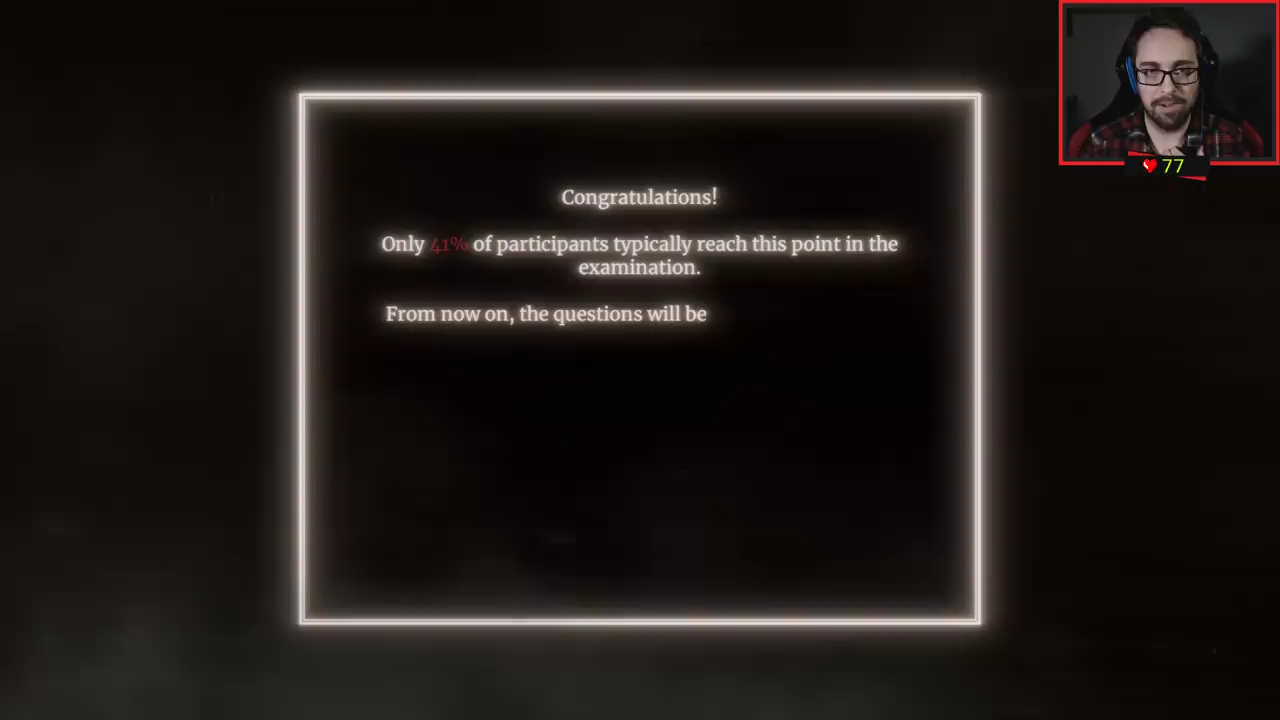 77
Congratulations!
Only 41% of participants typically reach this point in the
examination.
From now on, the questions will be